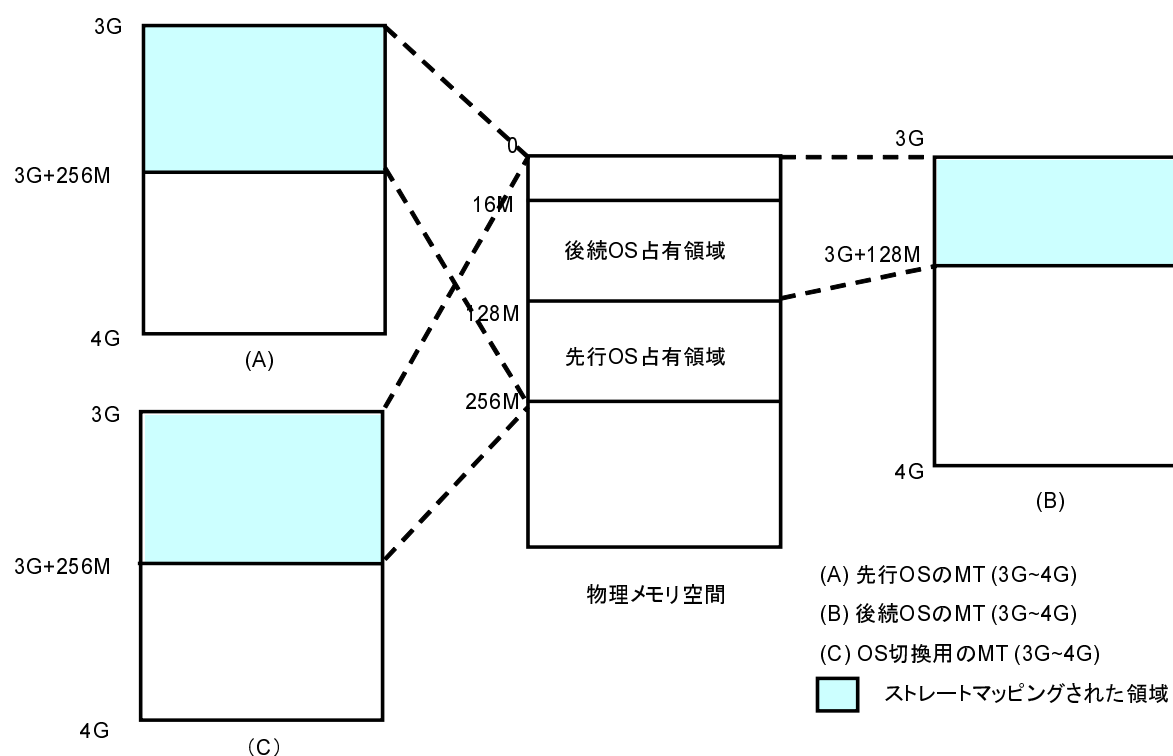 3G
3G+256M
4G
(A)
3G
3G+256M
4G
(C)
0
16M
128M
256M
後続OS占有領域
先行OS占有領域
物理メモリ空間
3G
3G+128M
4G
(B)
(A) 先行OSのMT (3G~4G)
(B) 後続OSのMT (3G~4G)
(C) OS切換用のMT (3G~4G)
ストレートマッピングされた領域